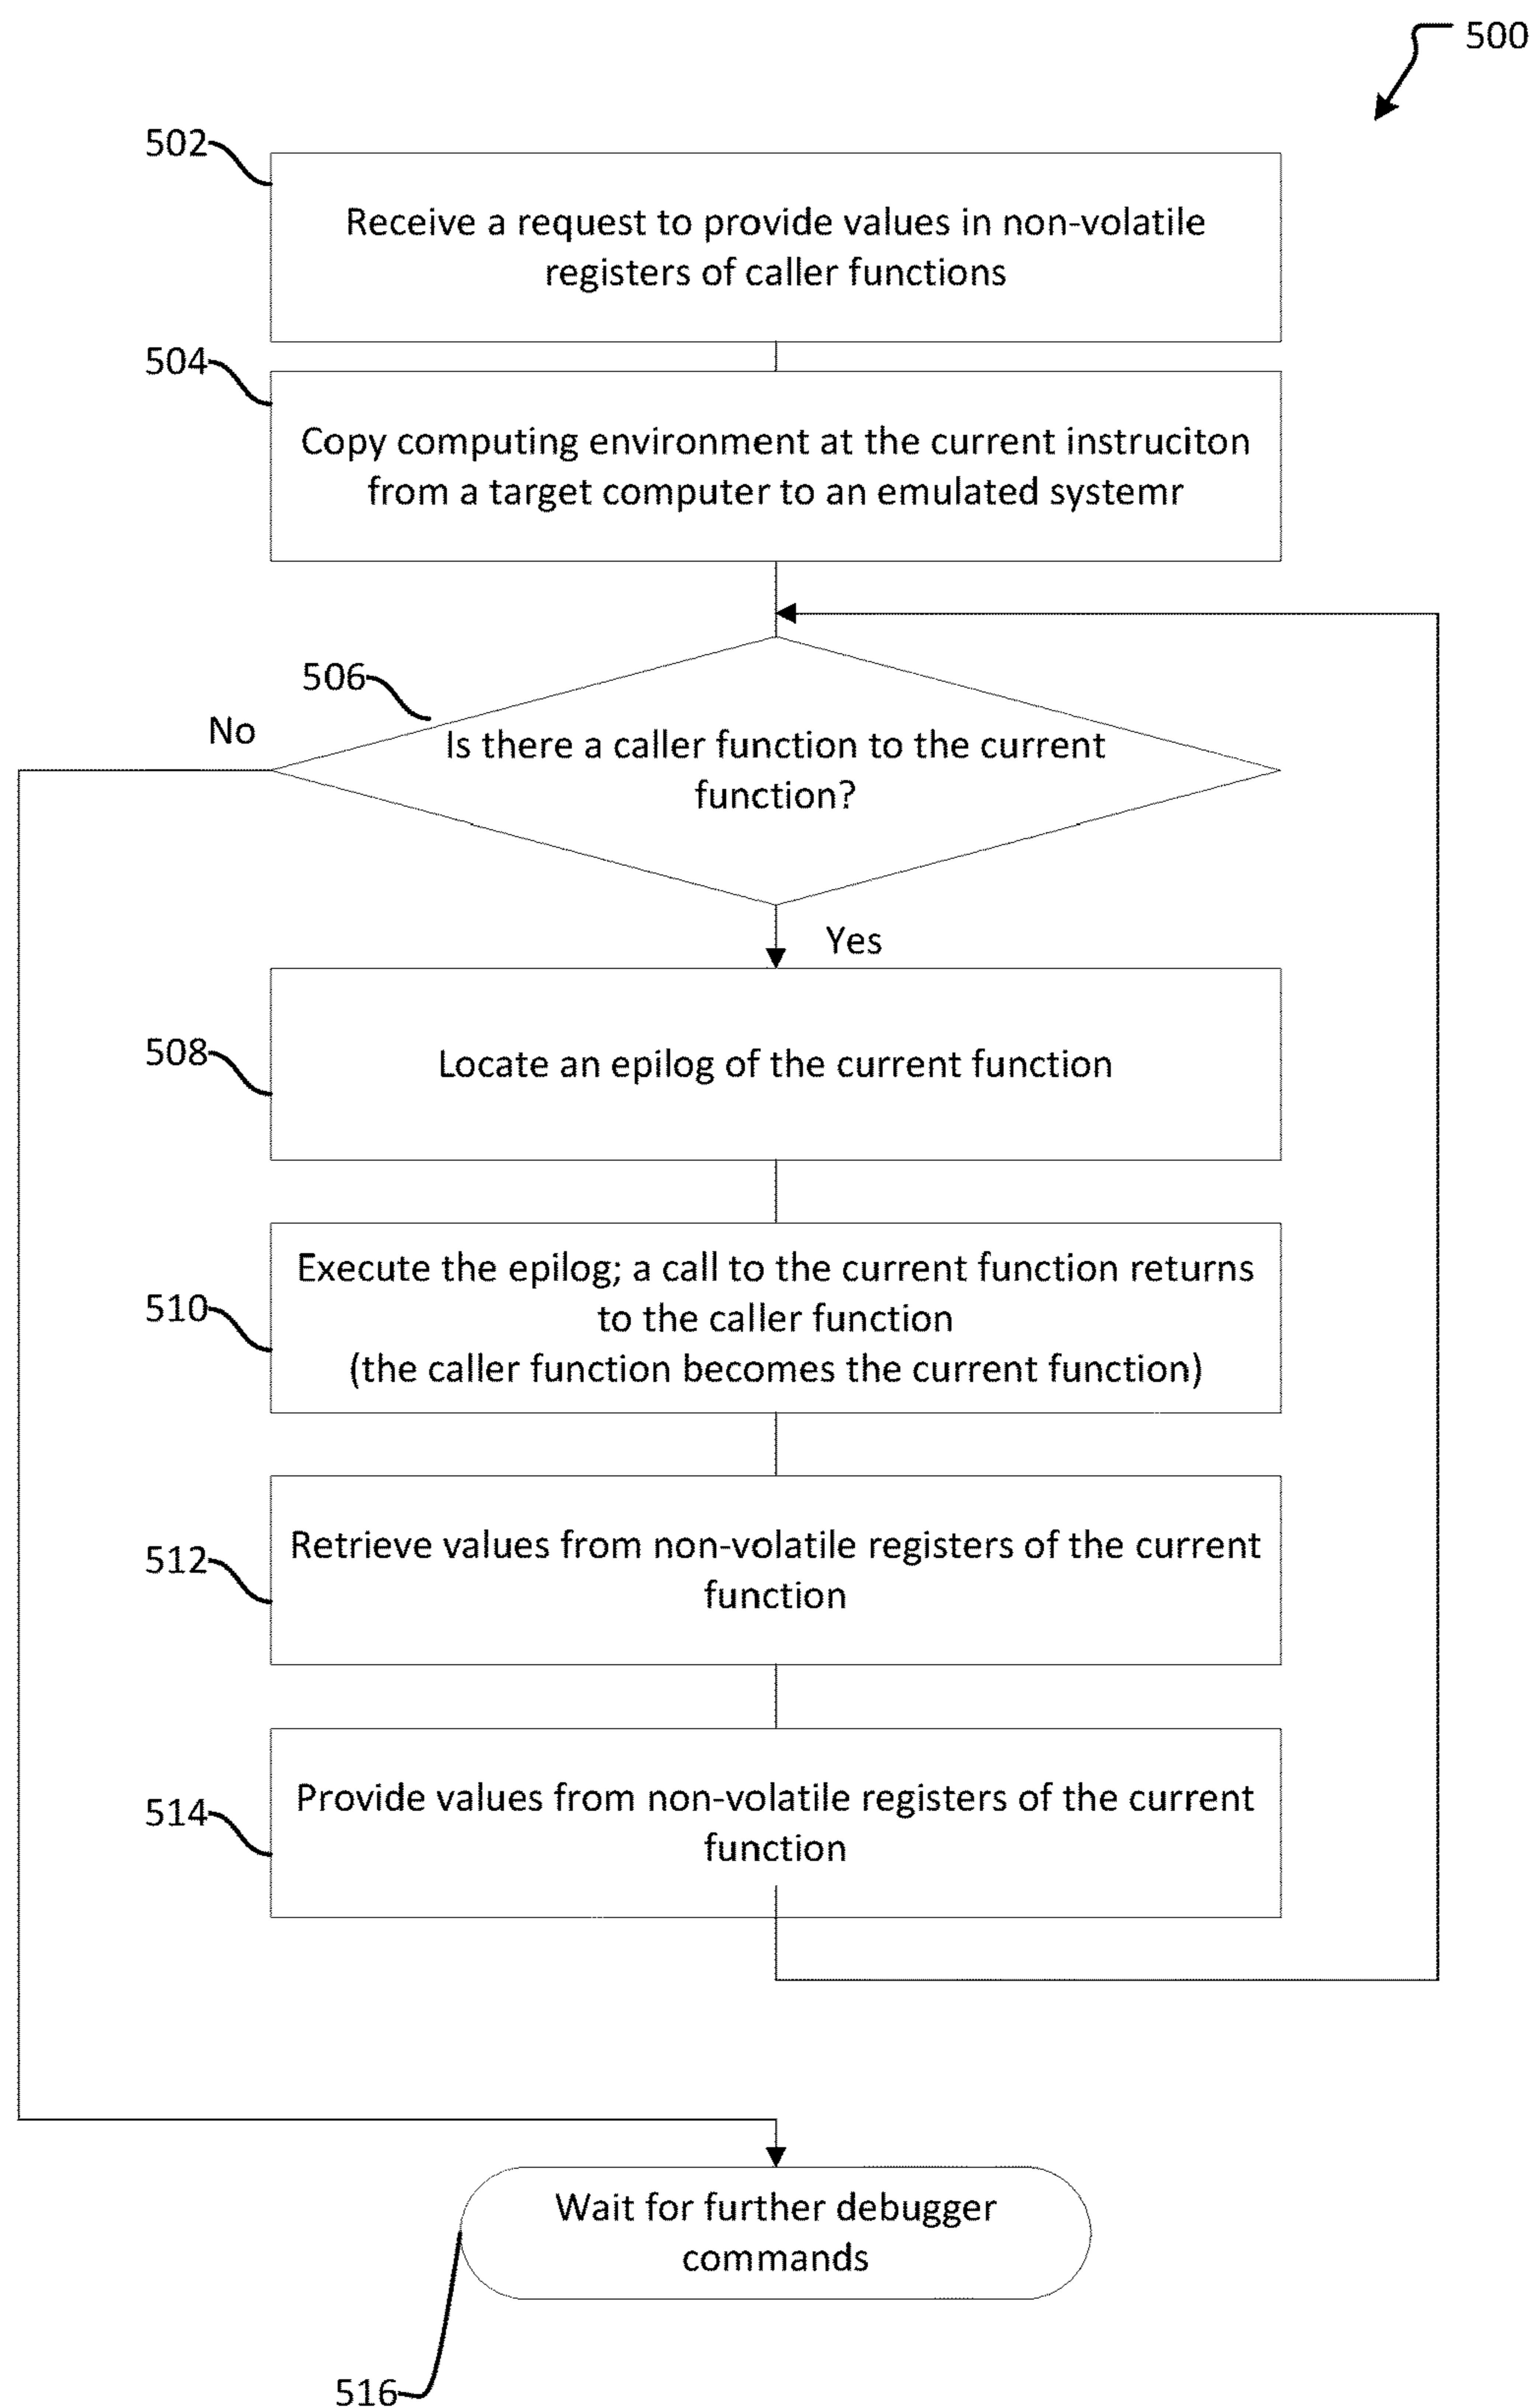 500
502
Receive a request to provide values in non-volatile
registers of caller functions
504
Copy computing environment at the current instruciton
from a target computer to an emulated systemr
506
No
Is there a caller function to the current
function?
Yes
508
Locate an epilog of the current function
510
Execute the epilog; a call to the current function returns
to the caller function
(the caller function becomes the current function)
512
Retrieve values from non-volatile registers of the current
function
514
Provide values from non-volatile registers of the current
function
Wait for further debugger
commands
516